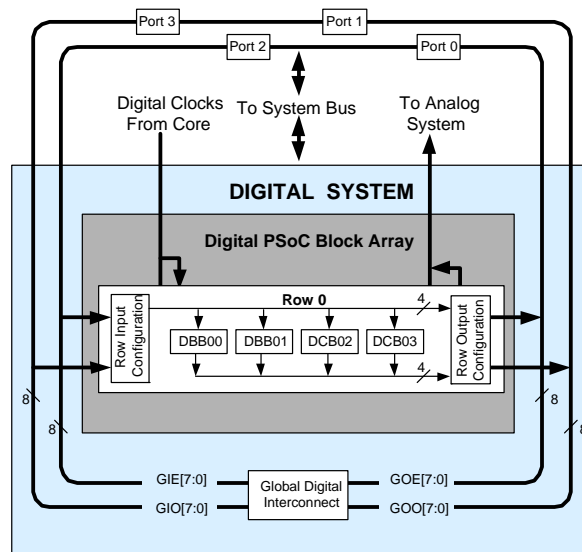 Port 3
Port 1
Port 2
Port 0
Digital Clocks
From Core
To System Bus
To Analog
System
DIGITAL SYSTEM
Digital PSoC Block Array
Row Input
Configuration
Row 0
4
DBB00
DBB01
DCB02
DCB03
4
Row Output
Configuration
8
8
8
8
GIE[7:0]
GIO[7:0]
Global Digital
Interconnect
GOE[7:0]
GOO[7:0]